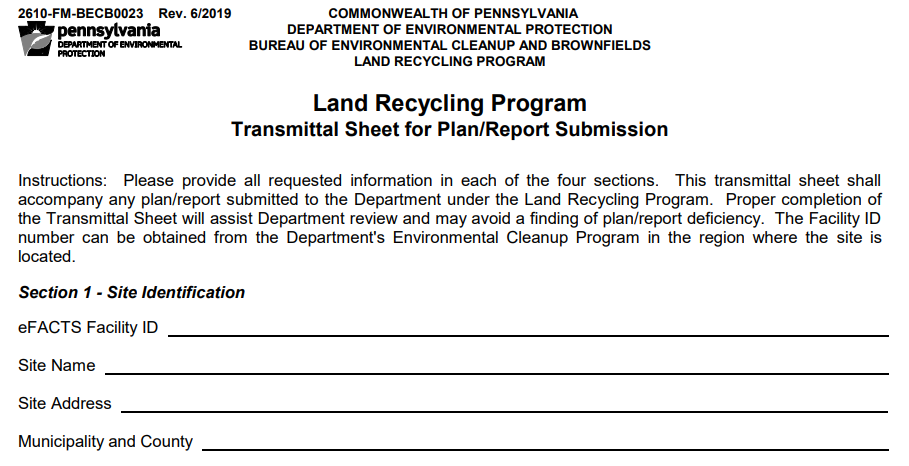 2610-FM-BECB0023 Rev. 6/2019
pennsylvania
DEPARTMENT OF ENVIRONMENTAL
PROTECTION
COMMONWEALTH OF PENNSYLVANIA
DEPARTMENT OF ENVIRONMENTAL PROTECTION
BUREAU OF ENVIRONMENTAL CLEANUP AND BROWNFIELDS
LAND RECYCLING PROGRAM
Land Recycling Program
Transmittal Sheet for Plan/Report Submission
Instructions: Please provide all requested information in each of the four sections. This transmittal sheet shall
accompany any plan/report submitted to the Department under the Land Recycling Program. Proper completion of
the Transmittal Sheet will assist Department review and may avoid a finding of plan/report deficiency. The Facility ID
number can be obtained from the Department's Environmental Cleanup Program in the region where the site is
located.
Section 1 - Site Identification
eFACTS Facility ID
Site Name
Site Address
Municipality and County